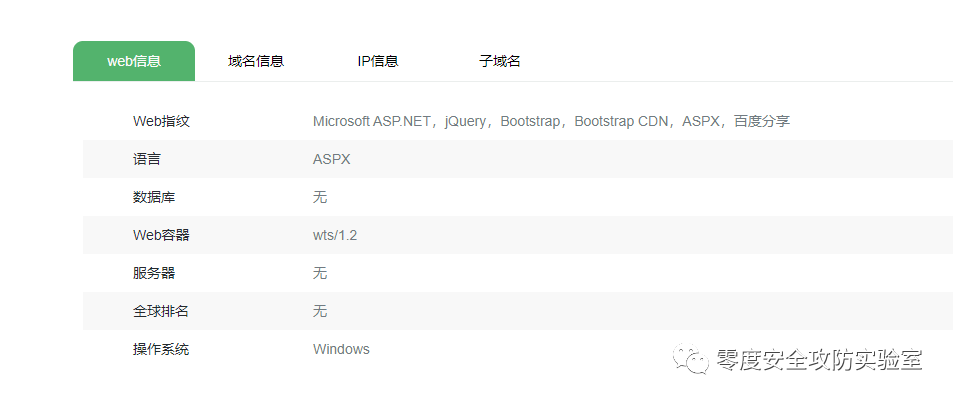 web信息 域名信息 IP信息 子域名
Web指纹 Microsoft ASP.NET，jQuery，Bootstrap，Bootstrap CDN，ASPX，百度分享
语言 ASPX
数据库 无
Web容器 wts/1.2
服务器 无
全球排名 无
操作系统 Windows
零度安全攻防实验室